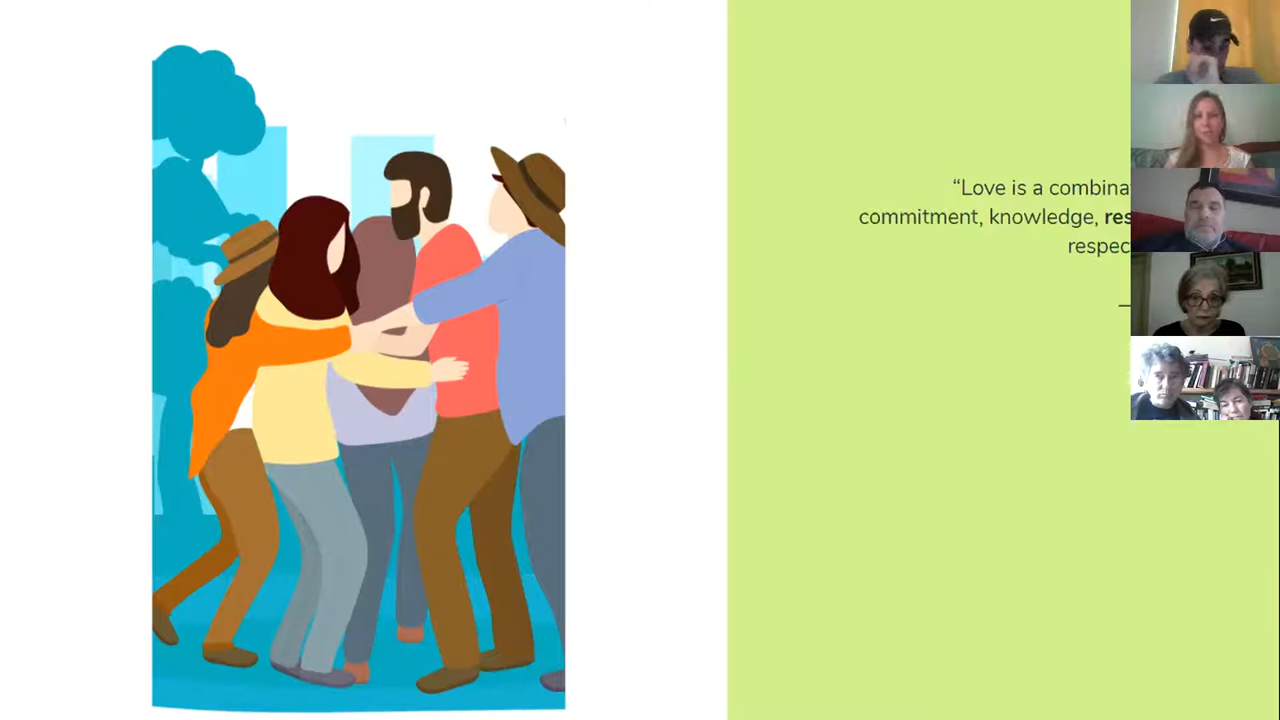 “Love is a combina
commitment, knowledge, res
respec
—